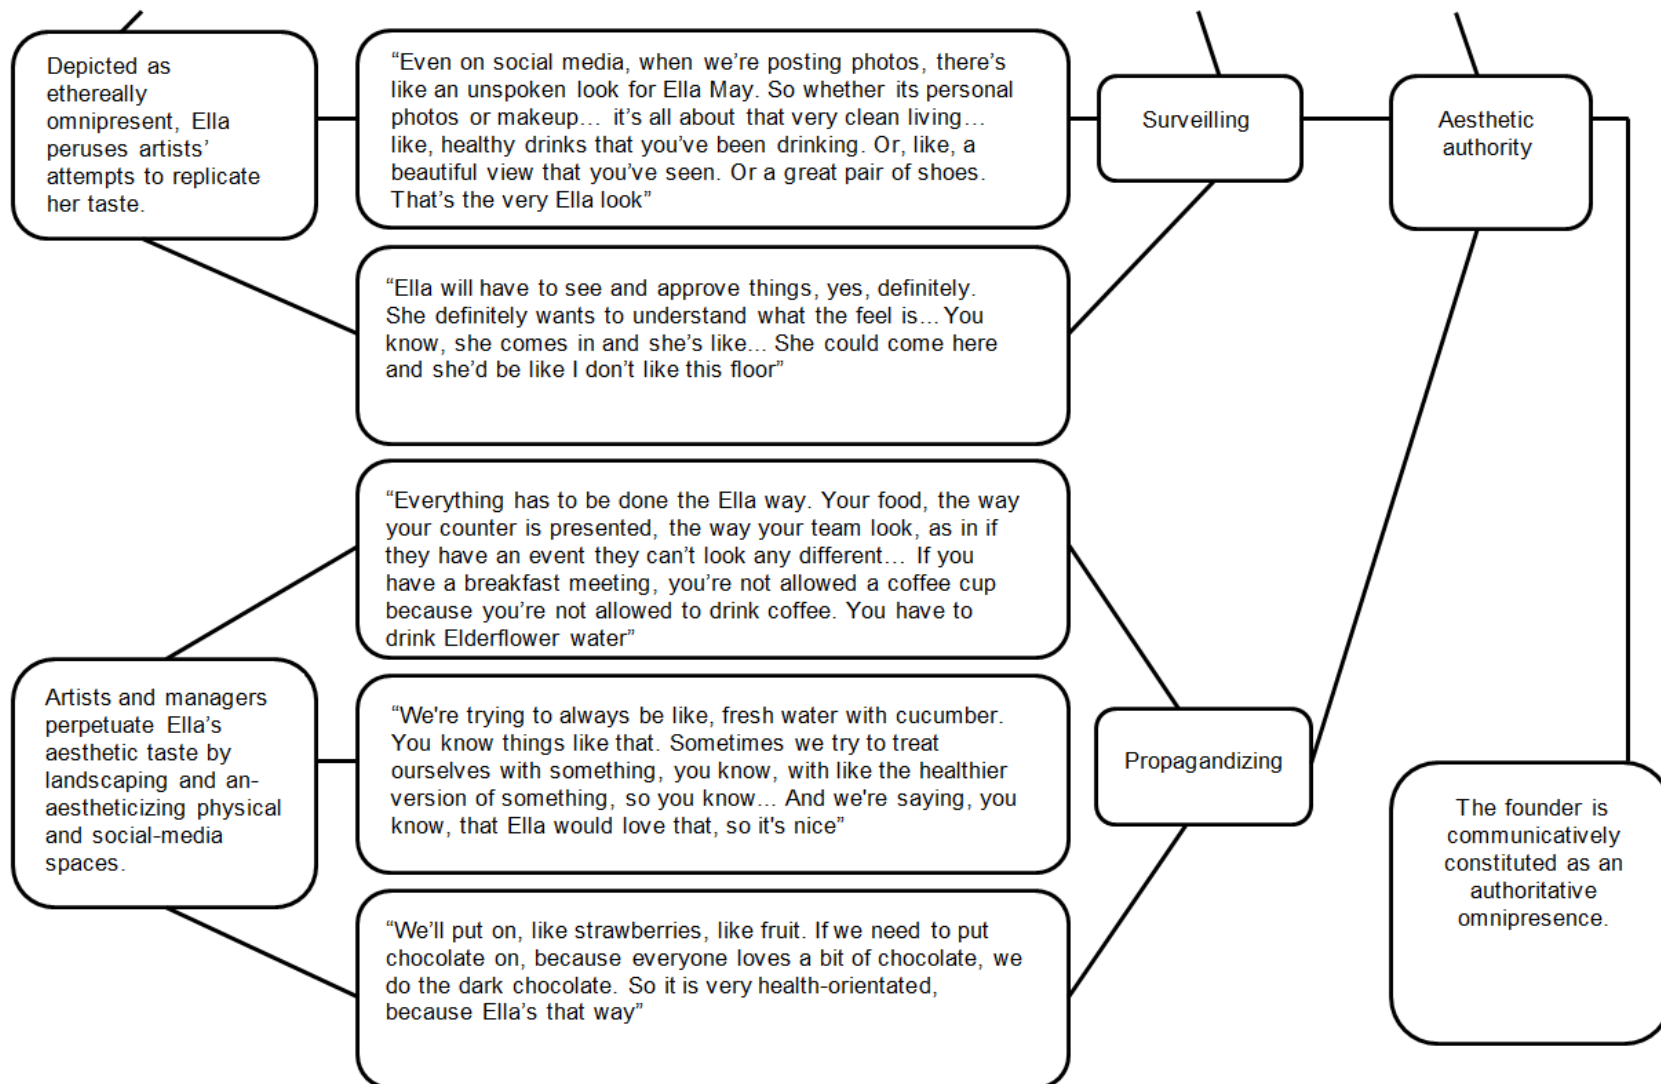 Depicted as
ethereally
omnipresent, Ella
peruses artists’
attempts to replicate
her taste.
“Even on social media, when we’re posting photos, there’s
like an unspoken look for Ella May. So whether its personal
photos or makeup… it’s all about that very clean living…
like, healthy drinks that you’ve been drinking. Or, like, a
beautiful view that you’ve seen. Or a great pair of shoes.
That’s the very Ella look”
Surveilling
Aesthetic
authority
“Ella will have to see and approve things, yes, definitely.
She definitely wants to understand what the feel is… You
know, she comes in and she’s like… She could come here
and she’d be like I don’t like this floor”
“Everything has to be done the Ella way. Your food, the way
your counter is presented, the way your team look, as in if
they have an event they can’t look any different… If you
have a breakfast meeting, you’re not allowed a coffee cup
because you’re not allowed to drink coffee. You have to
drink Elderflower water”
Artists and managers
perpetuate Ella’s
aesthetic taste by
landscaping and an-
aestheticizing physical
and social-media
spaces.
“We're trying to always be like, fresh water with cucumber.
You know things like that. Sometimes we try to treat
ourselves with something, you know, with like the healthier
version of something, so you know… And we're saying, you
know, that Ella would love that, so it's nice”
Propagandizing
“We’ll put on, like strawberries, like fruit. If we need to put
chocolate on, because everyone loves a bit of chocolate, we
do the dark chocolate. So it is very health-orientated,
because Ella’s that way”
The founder is
communicatively
constituted as an
authoritative
omnipresence.